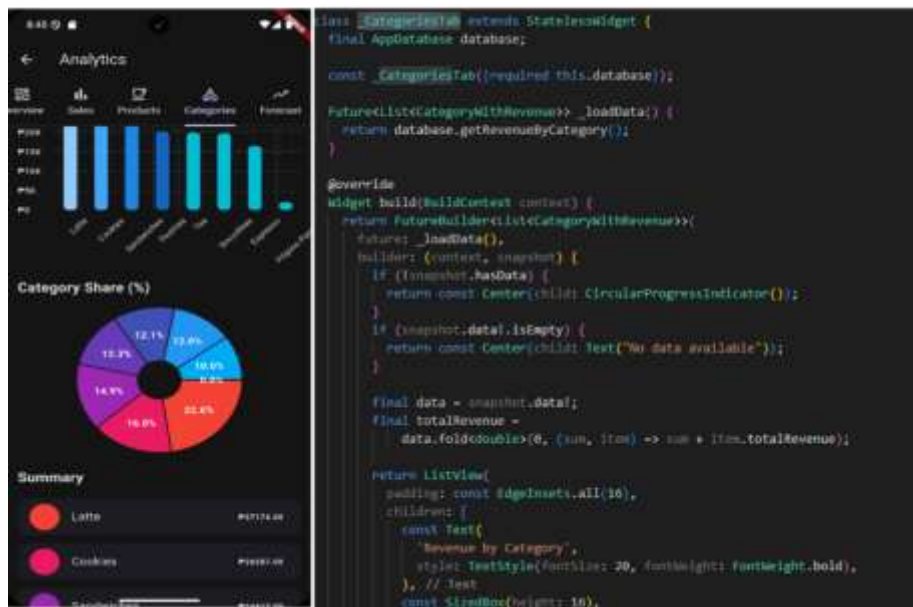 Analytics
Sales
Products
Categories
Forecast
₱50
₱0
Latte
Cookies
Category Share (%)
12.1%
13.3%
14.9%
16.8%
22.8%
0.0%
Summary
Latte
Cookies
class _CategoriesTab extends StatelessWidget {
final AppDatabase database;
const _CategoriesTab({required this.database});
Future<List<CategoryWithRevenue>> _loadData() {
return database.getRevenueByCategory();
}
@override
Widget build(BuildContext context) {
return FutureBuilder<List<CategoryWithRevenue>>(
future: _loadData(),
builder: (context, snapshot) {
if (!snapshot.hasData) {
return const Center(child: CircularProgressIndicator());
}
if (snapshot.data!.isEmpty) {
return const Center(child: Text("No data available"));
}
final data = snapshot.data!;
final totalRevenue =
data.fold<double>(0, (sum, item) => sum + item.totalRevenue);
return ListView(
padding: const EdgeInsets.all(16),
children: [
const Text(
'Revenue by Category',
style: TextStyle(fontSize: 20, fontWeight: FontWeight.bold),
), // Text
const SizedBox(height: 16),